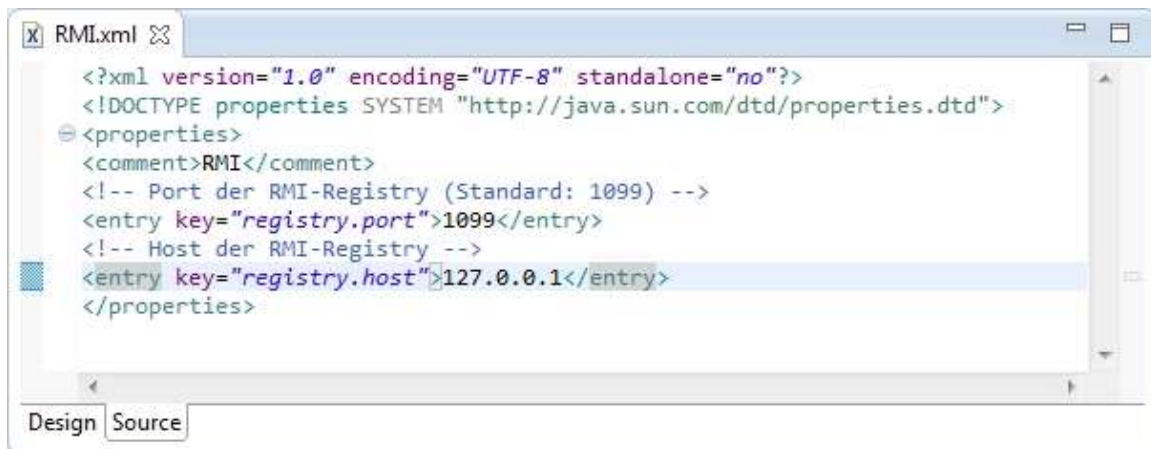 RMI.xml
<?xml version="1.0" encoding="UTF-8" standalone="no"?>
<!DOCTYPE properties SYSTEM "http://java.sun.com/dtd/properties.dtd">
<properties>
<comment>RMI</comment>
<!-- Port der RMI-Registry (Standard: 1099) -->
<entry key="registry.port">1099</entry>
<!-- Host der RMI-Registry -->
<entry key="registry.host">127.0.0.1</entry>
</properties>
Design Source